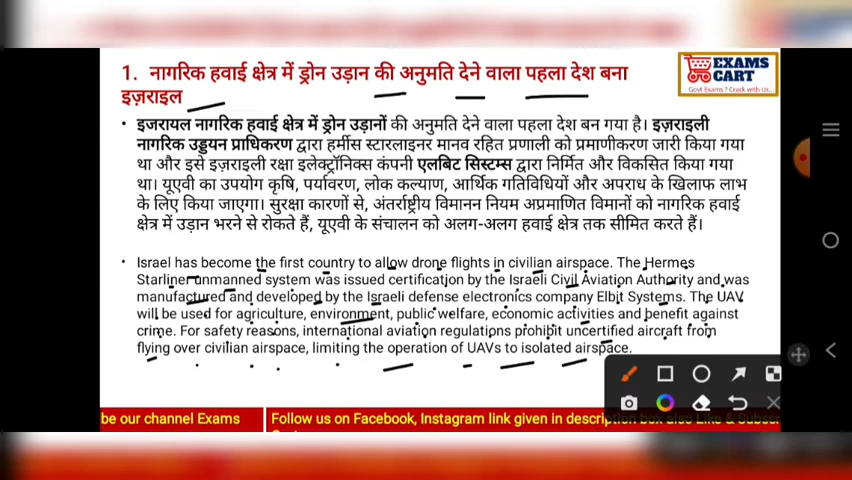 1. नागरिक हवाई क्षेत्र में ड्रोन उड़ान की अनुमति देने वाला पहला देश बना
इज़राइल
EXAMS
CART
Govt Exams ? Crack with Us...
• इजरायल नागरिक हवाई क्षेत्र में ड्रोन उड़ानों की अनुमति देने वाला पहला देश बन गया है। इज़राइली
नागरिक उड्डयन प्राधिकरण द्वारा हर्मीस स्टारलाइनर मानव रहित प्रणाली को प्रमाणीकरण जारी किया गया
था और इसे इज़राइली रक्षा इलेक्ट्रॉनिक्स कंपनी एलबिट सिस्टम्स द्वारा निर्मित और विकसित किया गया
था। यूएवी का उपयोग कृषि, पर्यावरण, लोक कल्याण, आर्थिक गतिविधियों और अपराध के खिलाफ लाभ
के लिए किया जाएगा। सुरक्षा कारणों से, अंतर्राष्ट्रीय विमानन नियम अप्रमाणित विमानों को नागरिक हवाई
क्षेत्र में उड़ान भरने से रोकते हैं, यूएवी के संचालन को अलग-अलग हवाई क्षेत्र तक सीमित करते हैं।
• Israel has become the first country to allow drone flights in civilian airspace. The Hermes
Starliner unmanned system was issued certification by the Israeli Civil Aviation Authority and was
manufactured and developed by the Israeli defense electronics company Elbit Systems. The UAV
will be used for agriculture, environment, public welfare, economic activities and benefit against
crime. For safety reasons, international aviation regulations prohibit uncertified aircraft from
flying over civilian airspace, limiting the operation of UAVs to isolated airspace.
be our channel Exams
Follow us on Facebook, Instagram link given in description box also Like & Subscr